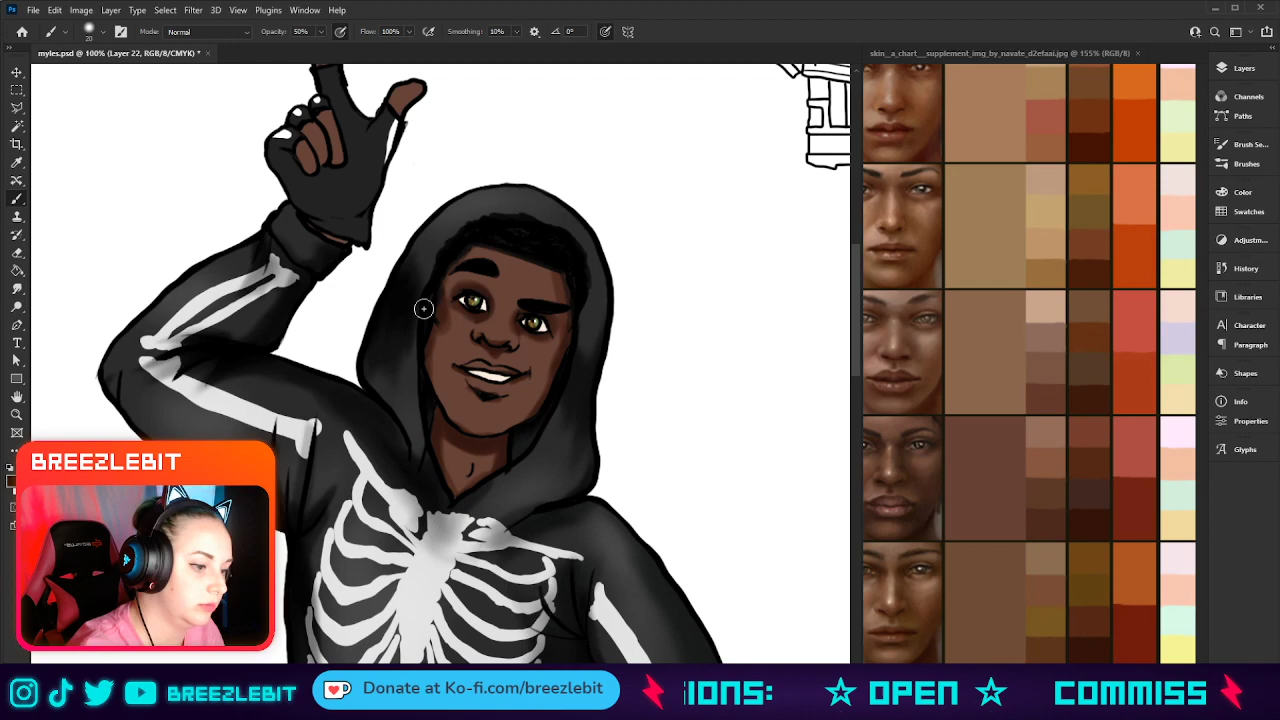 Ps File Edit Image Layer Type Select Filter 3D View Plugins Window Help
20 Mode: Normal Opacity: 50% Flow: 100% Smoothing: 10% 0°
myles.psd @ 100% (Layer 22, RGB/8/CMYK) * ×
skin_a_chart__supplement_img_by_navate_d2efaai.jpg @ 155% (RGB/8) ×
Layers
Channels
Paths
Brush Se...
Brushes
Color
Swatches
Adjustm...
History
Libraries
Character
Paragraph
Shapes
Info
Properties
Glyphs
BREEZLEBIT
BREEZLEBIT Donate at Ko-fi.com/breezlebit IONS: OPEN COMMISS